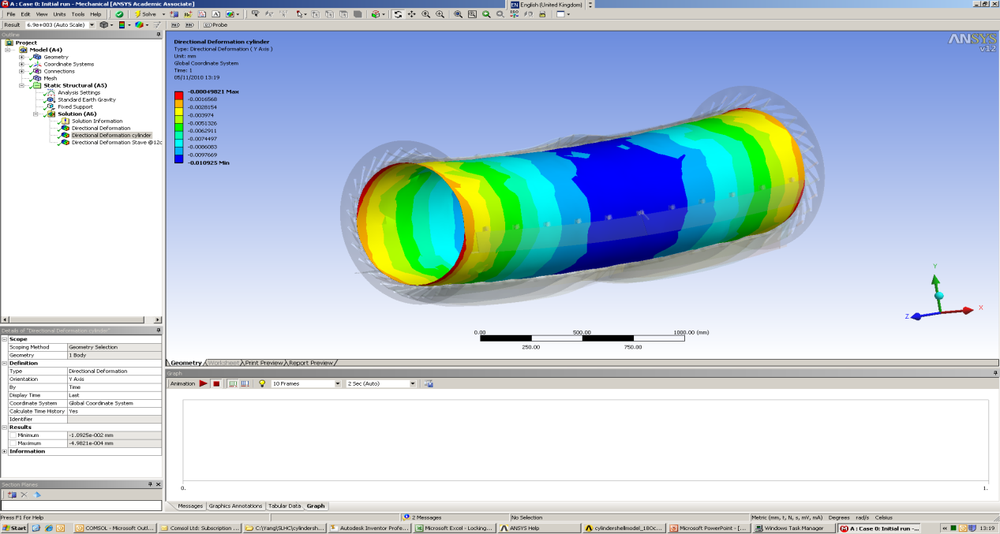 A : Case 0: Initial run - Mechanical [ANSYS Academic Associate]
EN English (United Kingdom)
File Edit View Units Tools Help Solve
Result 6.9e+003 (Auto Scale) Probe
Outline
Project
Model (A4)
Geometry
Coordinate Systems
Connections
Mesh
Static Structural (A5)
Analysis Settings
Standard Earth Gravity
Fixed Support
Solution (A6)
Solution Information
Directional Deformation
Directional Deformation cylinder
Directional Deformation Stave @12c
Directional Deformation cylinder
Type: Directional Deformation ( Y Axis )
Unit: mm
Global Coordinate System
Time: 1
05/11/2010 13:19
-0.00049821 Max
-0.0016568
-0.0028154
-0.003974
-0.0051326
-0.0062911
-0.0074497
-0.0086083
-0.0097669
-0.010925 Min
ANSYS
v12
Y
X
Z
0.00 500.00 1000.00 (mm)
250.00 750.00
Details of "Directional Deformation cylinder"
Scope
Scoping Method Geometry Selection
Geometry 1 Body
Definition
Type Directional Deformation
Orientation Y Axis
By Time
Display Time Last
Coordinate System Global Coordinate System
Calculate Time History Yes
Identifier
Results
Minimum -1.0925e-002 mm
Maximum -4.9821e-004 mm
Information
Section Planes
Geometry Worksheet Print Preview Report Preview
Graph
Animation 10 Frames 2 Sec (Auto)
0. 1.
Messages Graphics Annotations Tabular Data Graph
Press F1 for Help 2 Messages No Selection Metric (mm, t, N, s, mV, mA) Degrees rad/s Celsius
Start COMSOL - Microsoft Outl... Comsol Ltd: Subscription ... C:\Yang\SLHC\cylindersh... Autodesk Inventor Profe... Microsoft Excel - Locking... ANSYS Help cylindershellmodel_18Oc... Microsoft PowerPoint - [... Windows Task Manager A : Case 0: Initial run -... 13:19